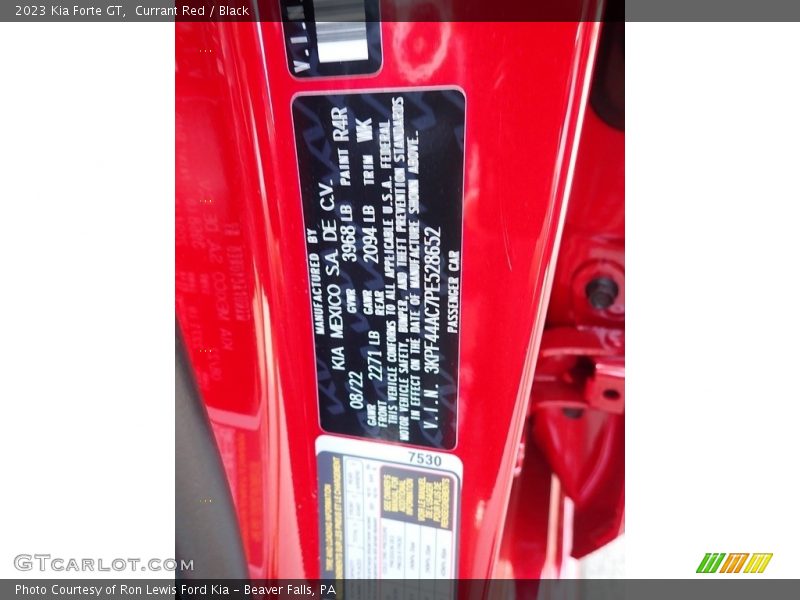 2023 Kia Forte GT, Currant Red / Black
V.I.N
MANUFACTURED BY
KIA MEXICO S.A. DE C.V.
08/22 GVWR 3968 LB PAINT R4R
GAWR FRONT 2271 LB GAWR REAR 2094 LB TRIM WK
THIS VEHICLE CONFORMS TO ALL APPLICABLE U.S.A. FEDERAL
MOTOR VEHICLE SAFETY, BUMPER, AND THEFT PREVENTION STANDARDS
IN EFFECT ON THE DATE OF MANUFACTURE SHOWN ABOVE.
V.I.N. 3KPF44AC7PE528652
PASSENGER CAR
7530
GTCarlot.com
Photo Courtesy of Ron Lewis Ford Kia - Beaver Falls, PA